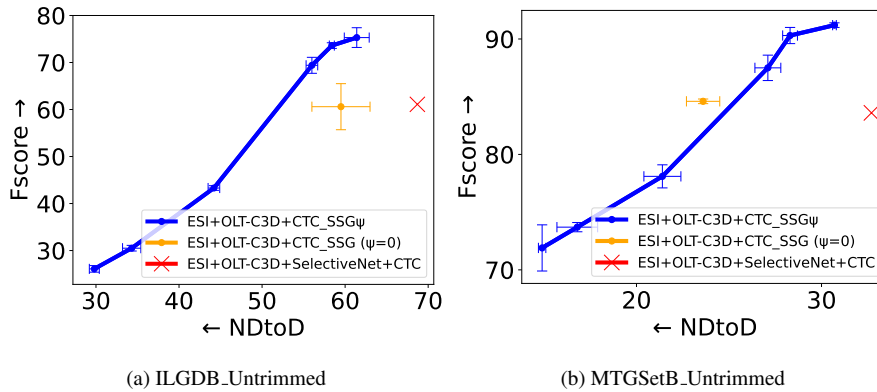 80
70
60
50
40
30
Fscore →
30 40 50 60 70
← NDtoD
ESI+OLT-C3D+CTC_SSGψ
ESI+OLT-C3D+CTC_SSG (ψ=0)
ESI+OLT-C3D+SelectiveNet+CTC
(a) ILGDB_Untrimmed
90
80
70
Fscore →
20 30
← NDtoD
ESI+OLT-C3D+CTC_SSGψ
ESI+OLT-C3D+CTC_SSG (ψ=0)
ESI+OLT-C3D+SelectiveNet+CTC
(b) MTGSetB_Untrimmed